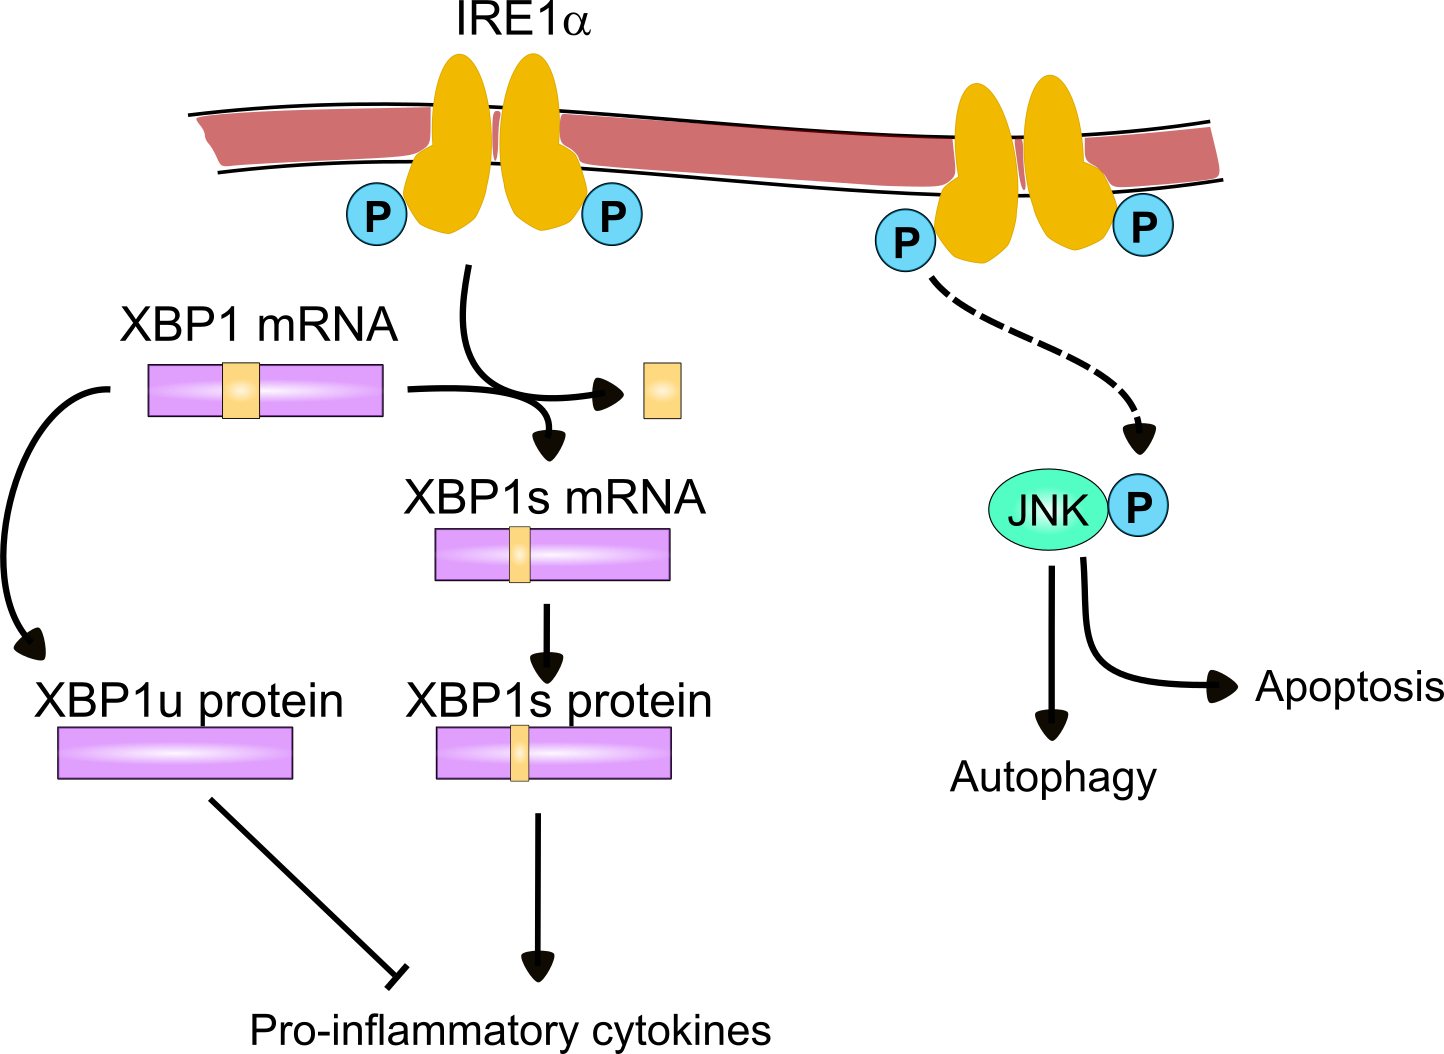 IRE1α
P
P
P
P
XBP1 mRNA
XBP1s mRNA
JNK
P
XBP1u protein
XBP1s protein
Apoptosis
Autophagy
Pro-inflammatory cytokines